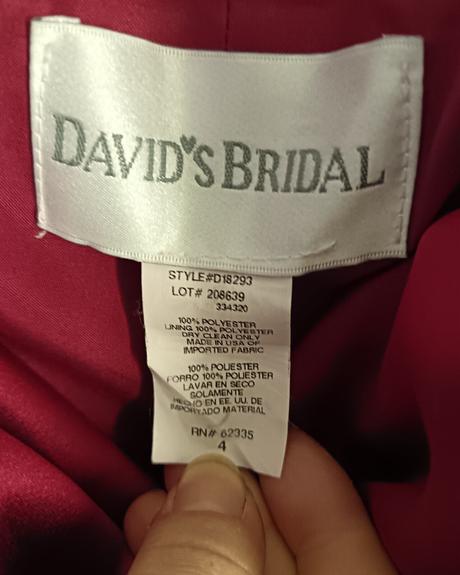 DAVID'S BRIDAL
STYLE#D18293
LOT# 208639
334320
100% POLYESTER
LINING 100% POLYESTER
DRY CLEAN ONLY
MADE IN USA OF
IMPORTED FABRIC
100% POLIESTER
FORRO 100% POLIESTER
LAVAR EN SECO
SOLAMENTE
HECHO EN EE. UU. DE
IMPORTADO MATERIAL
RN# 62335
4